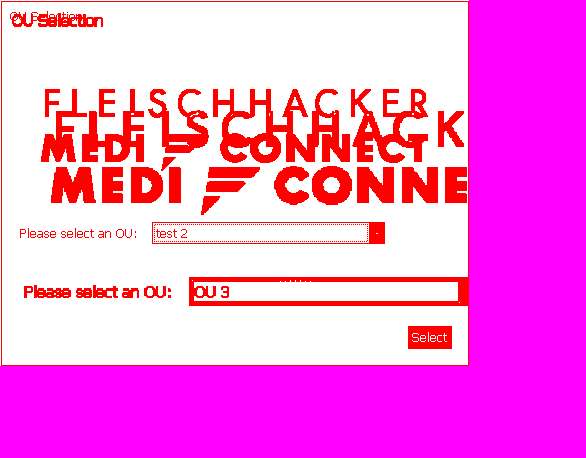 OU Selection
OU Selection
FLEISCHHACKER
FLEISCHHACK
MEDI CONNECT
MEDI CONNE
Please select an OU: test 2
Please select an OU: OU 3
Select